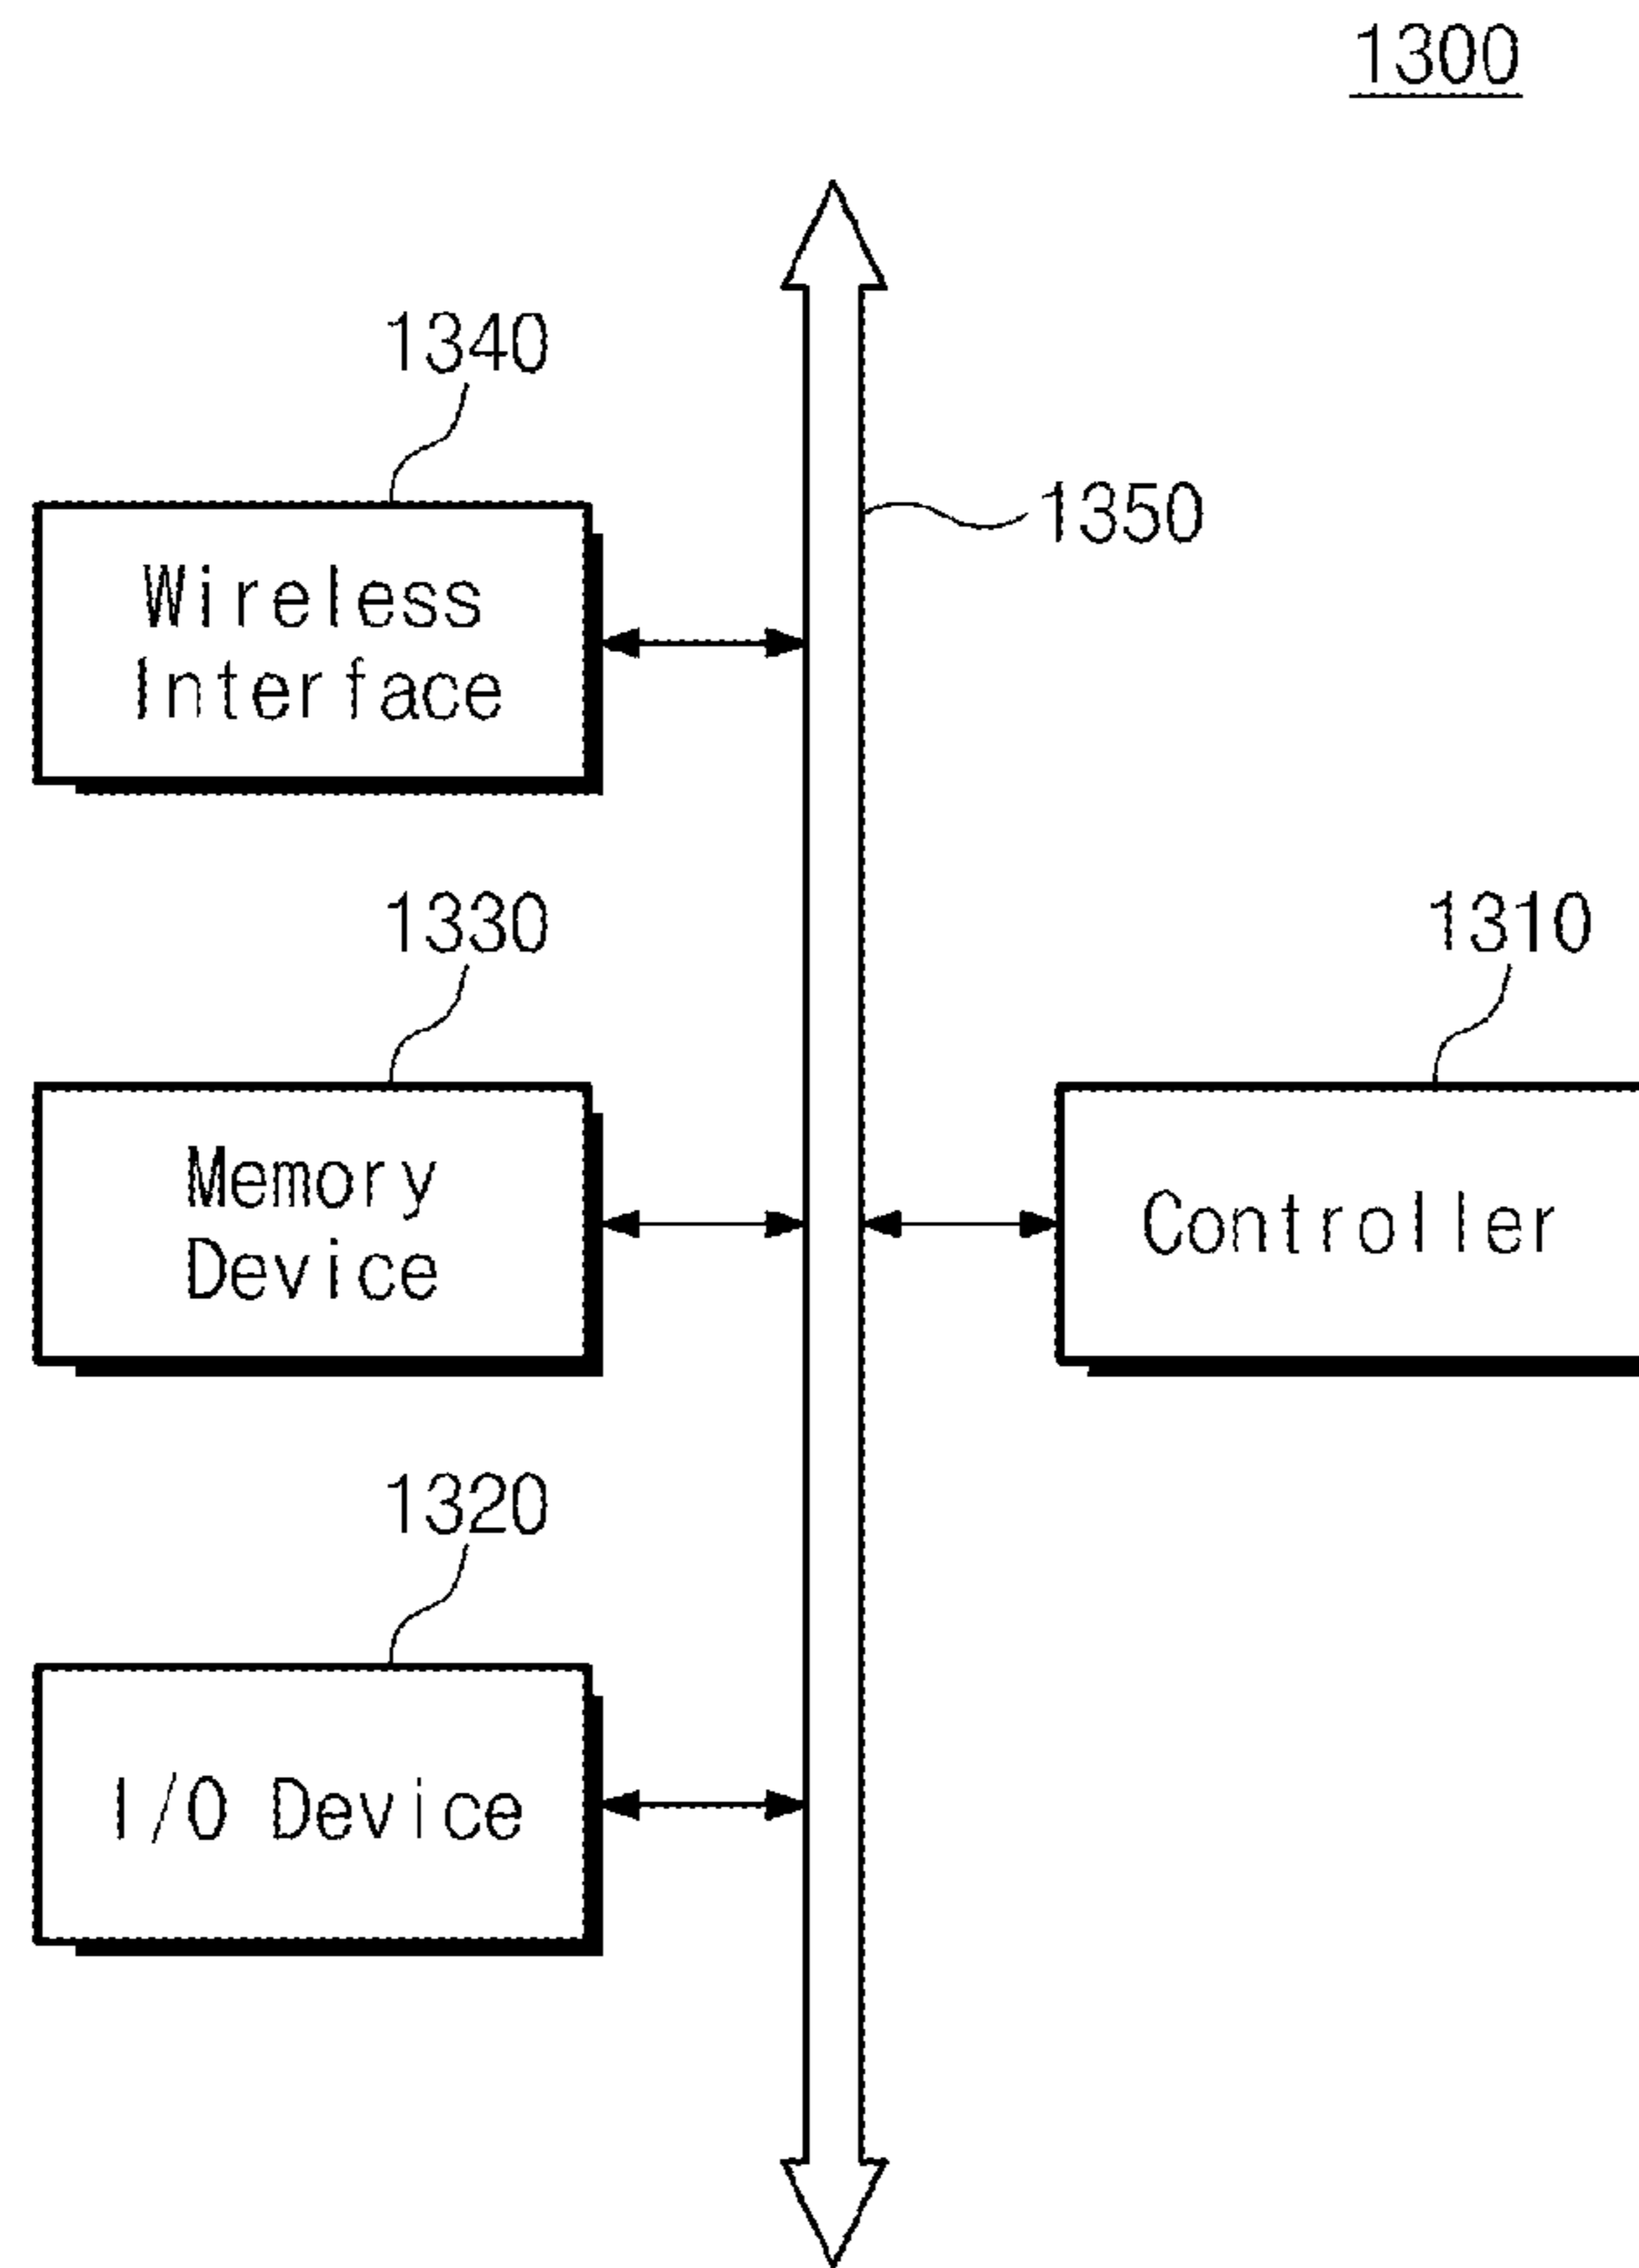 1300
1340
1350
Wireless
Interface
1330
1310
Memory
Device
Controller
1320
I/O Device